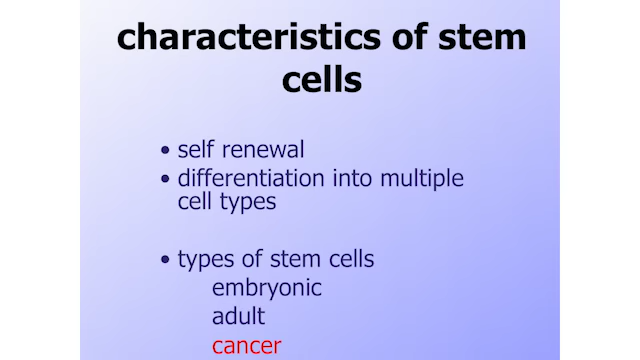 characteristics of stem
cells
• self renewal
• differentiation into multiple
cell types
• types of stem cells
embryonic
adult
cancer